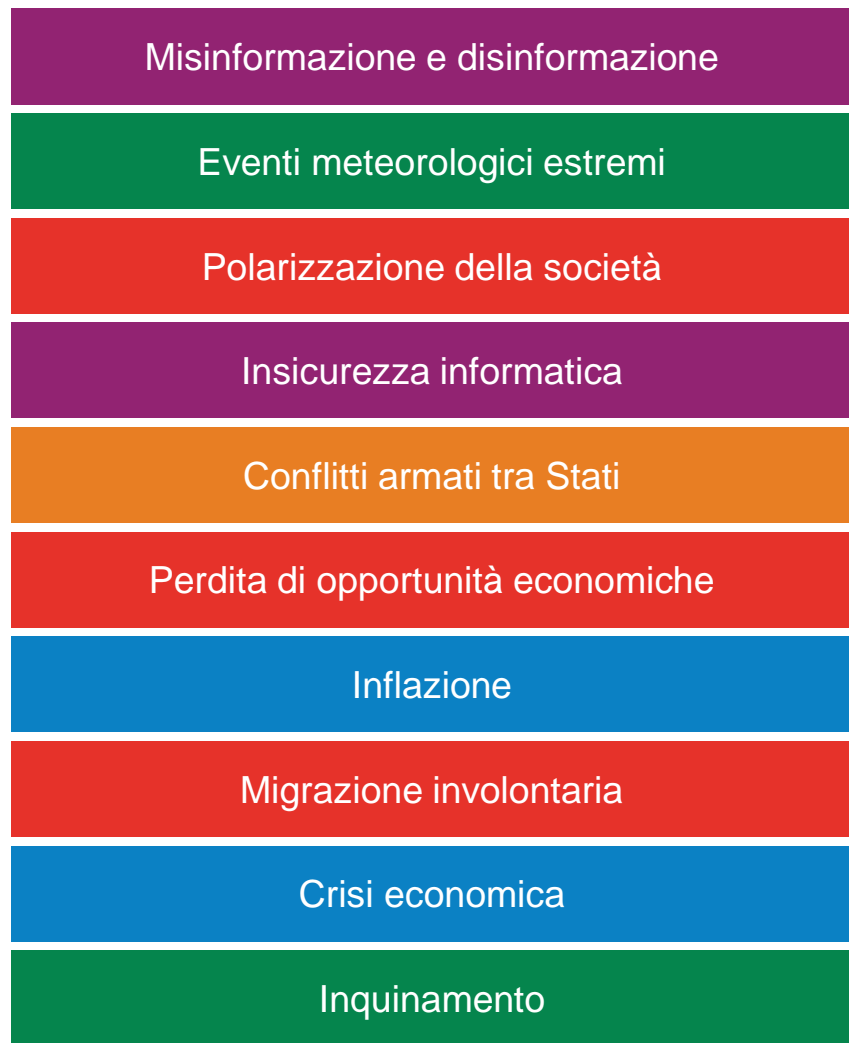 Misinformazione e disinformazione
Eventi meteorologici estremi
Polarizzazione della società
Insicurezza informatica
Conflitti armati tra Stati
Perdita di opportunità economiche
Inflazione
Migrazione involontaria
Crisi economica
Inquinamento